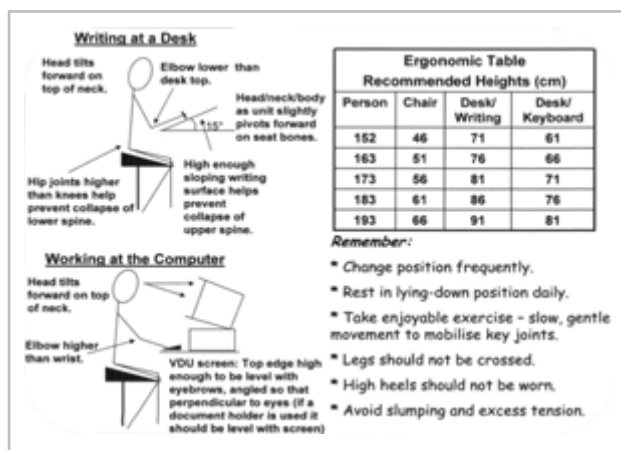 Writing at a Desk
Head tilts
forward on
top of neck.
Elbow lower than
desk top.
Head/neck/body
as unit slightly
pivots forward
on seat bones.
15°
Hip joints higher
than knees help
prevent collapse of
lower spine.
High enough
sloping writing
surface helps
prevent
collapse of
upper spine.
Working at the Computer
Head tilts
forward on top
of neck.
Elbow higher
than wrist.
VDU screen: Top edge high
enough to be level with
eyebrows, angled so that
perpendicular to eyes (if a
document holder is used it
should be level with screen)
Ergonomic Table
Recommended Heights (cm)
Person Chair Desk/ Desk/
Writing Keyboard
152 46 71 61
163 51 76 66
173 56 81 71
183 61 86 76
193 66 91 81
Remember:
* Change position frequently.
* Rest in lying-down position daily.
* Take enjoyable exercise – slow, gentle
movement to mobilise key joints.
* Legs should not be crossed.
* High heels should not be worn.
* Avoid slumping and excess tension.